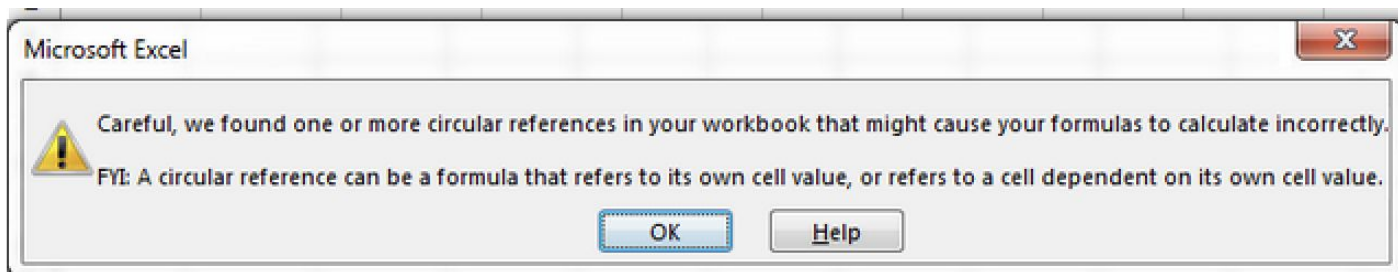 Microsoft Excel
Careful, we found one or more circular references in your workbook that might cause your formulas to calculate incorrectly.
FYI: A circular reference can be a formula that refers to its own cell value, or refers to a cell dependent on its own cell value.
OK Help